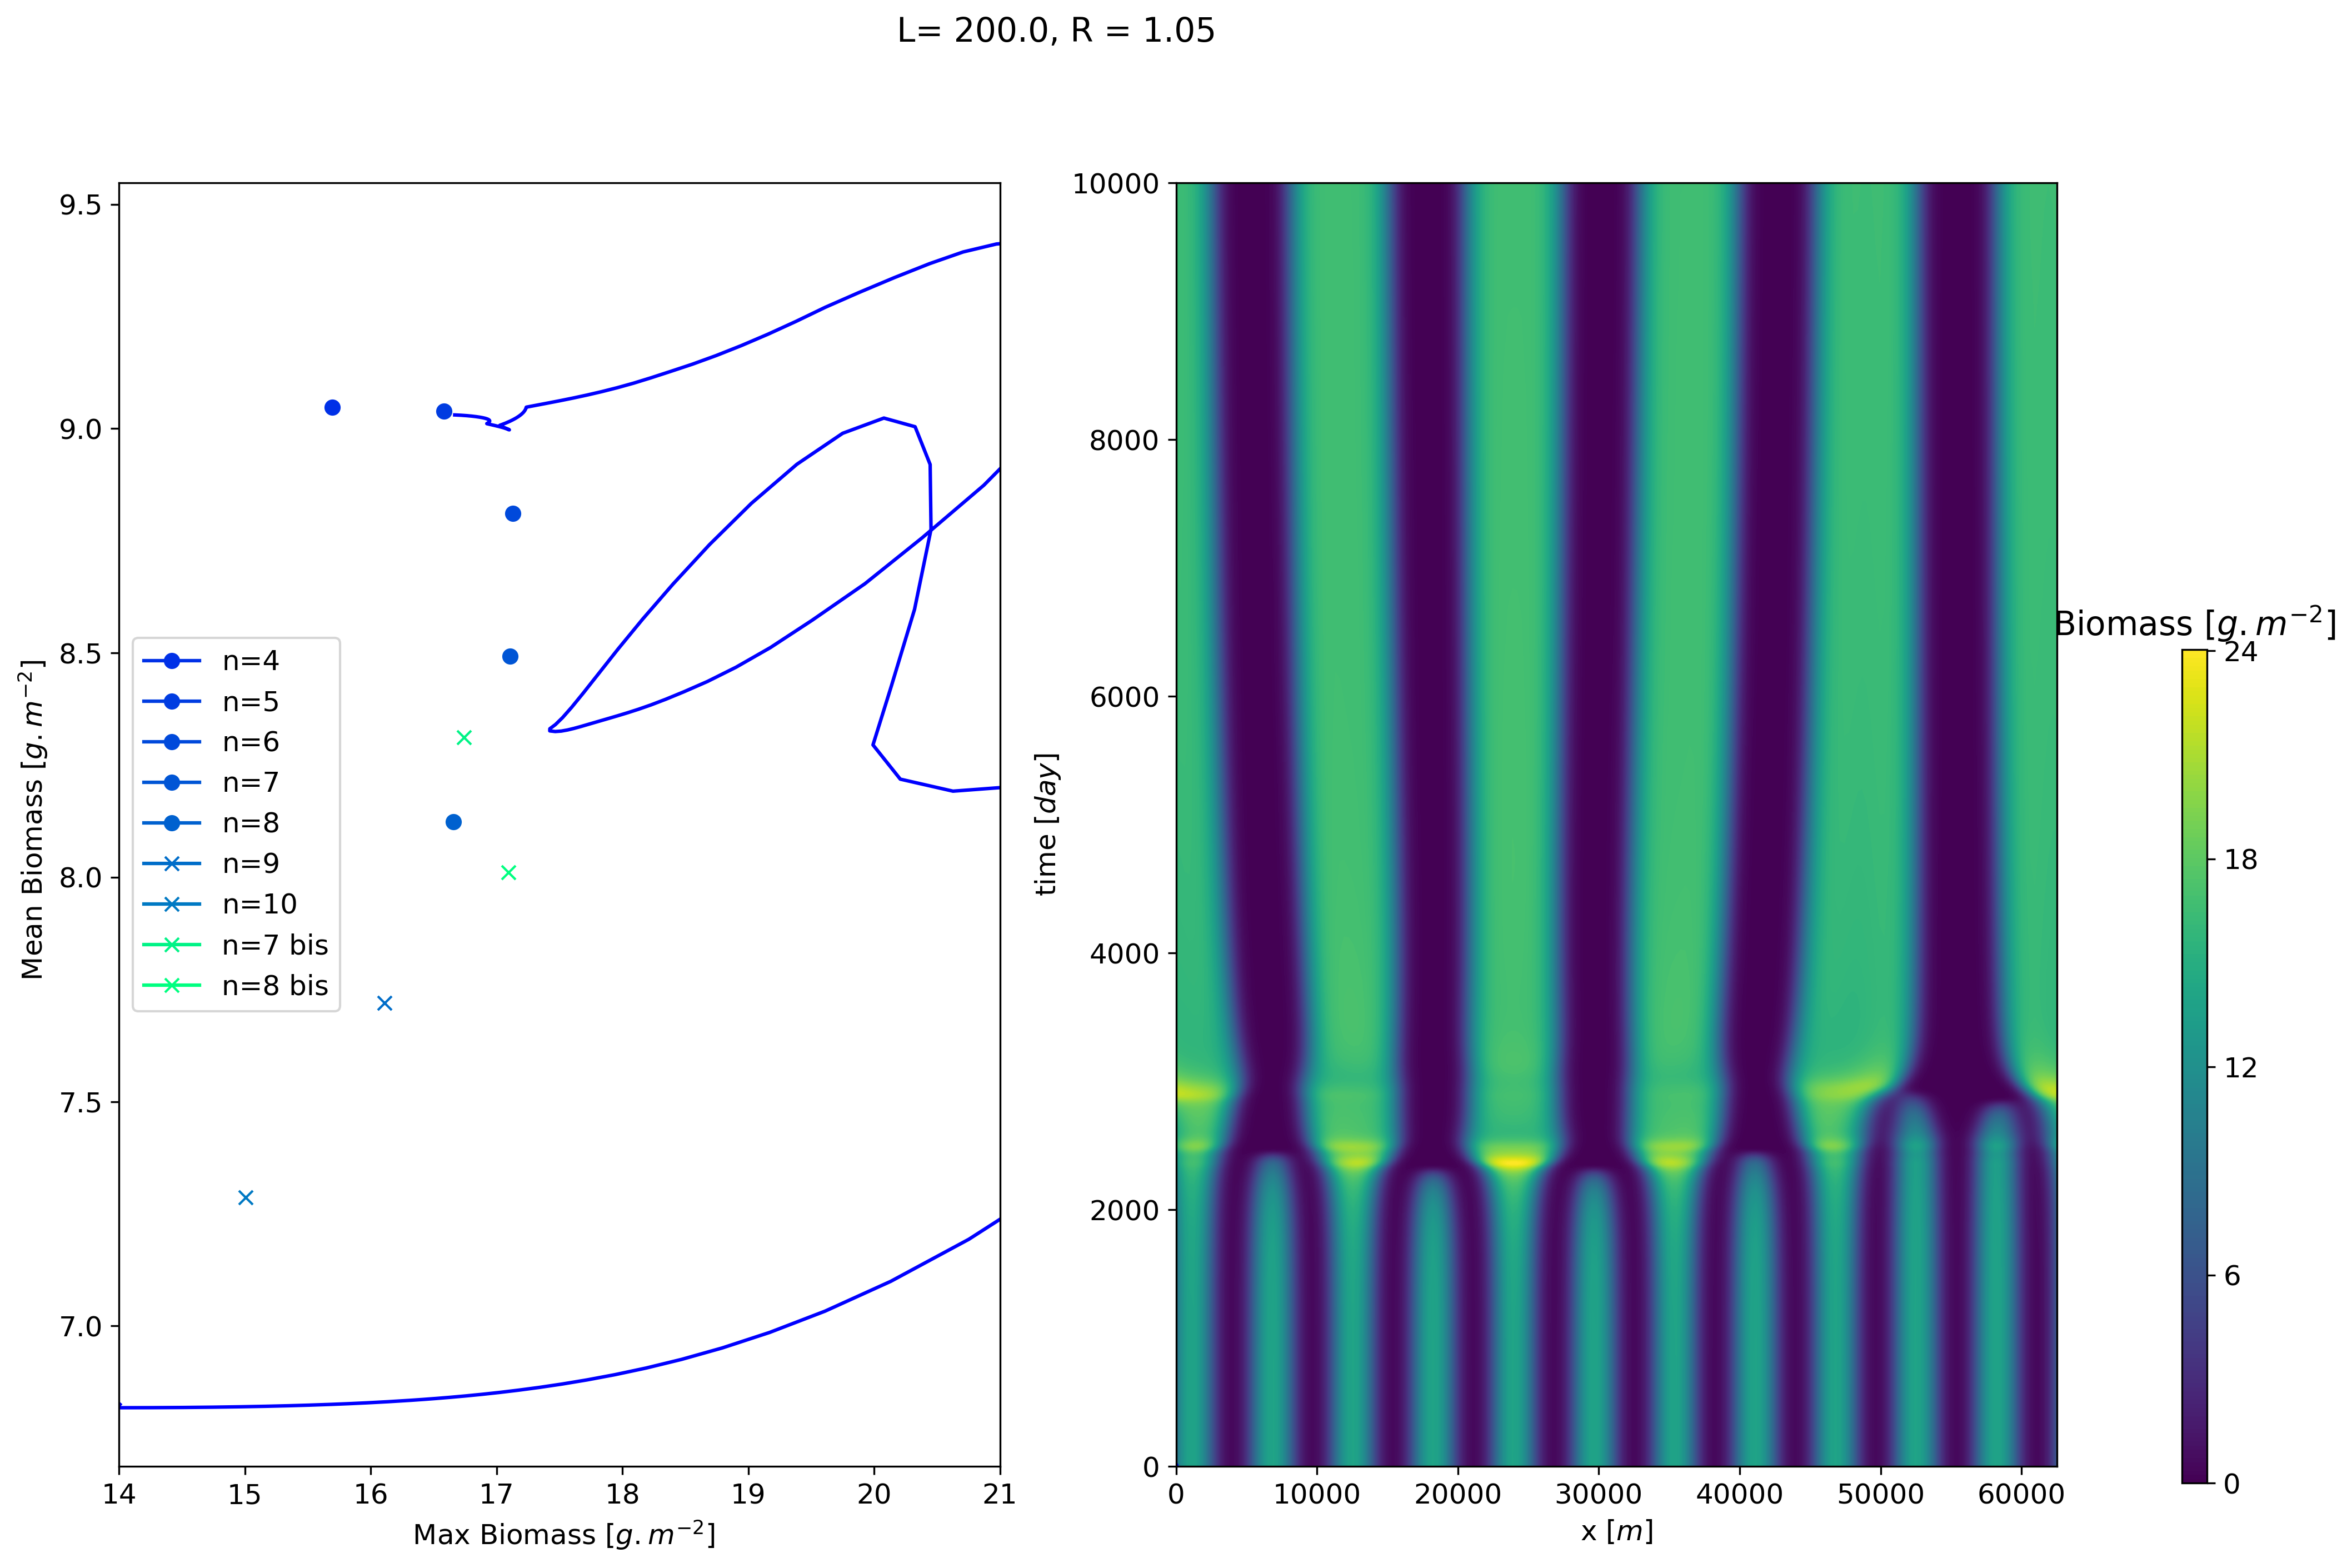 L= 200.0, R = 1.05
Mean Biomass [g.m⁻²]
9.5
9.0
8.5
8.0
7.5
7.0
n=4
n=5
n=6
n=7
n=8
n=9
n=10
n=7 bis
n=8 bis
14 15 16 17 18 19 20 21
Max Biomass [g.m⁻²]
time [day]
10000
8000
6000
4000
2000
0
0 10000 20000 30000 40000 50000 60000
x [m]
Biomass [g.m⁻²]
24
18
12
6
0